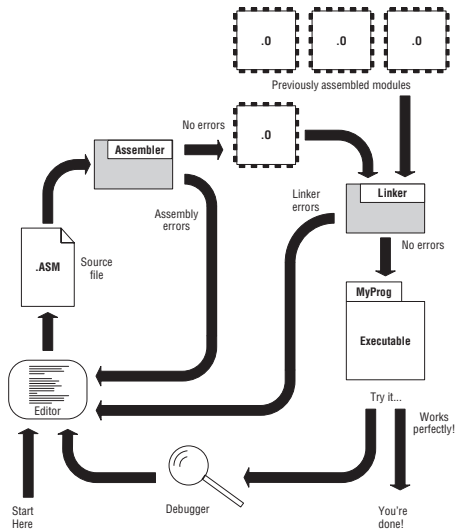 .O
.O
.O
Previously assembled modules
No errors
.O
Assembler
Linker
Linker
errors
Assembly
errors
No errors
.ASM
Source
file
MyProg
Executable
Editor
Try it...
Works
perfectly!
Start
Here
Debugger
You're
done!